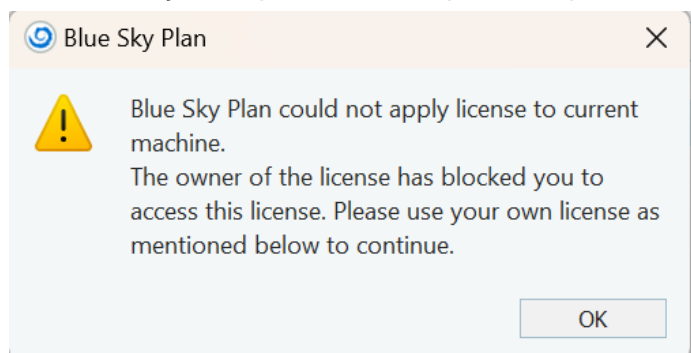 Blue Sky Plan
Blue Sky Plan could not apply license to current
machine.
The owner of the license has blocked you to
access this license. Please use your own license as
mentioned below to continue.
OK